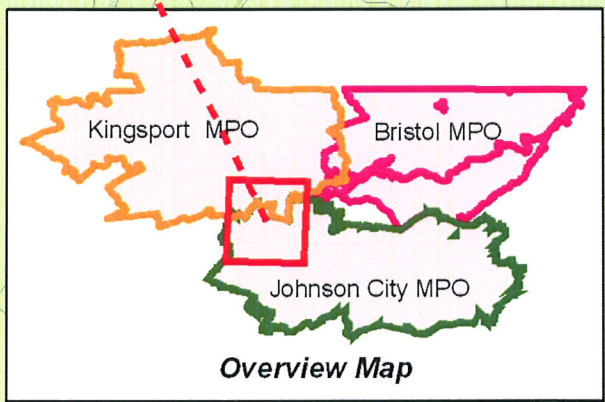 Kingsport MPO
Bristol MPO
Johnson City MPO
Overview Map